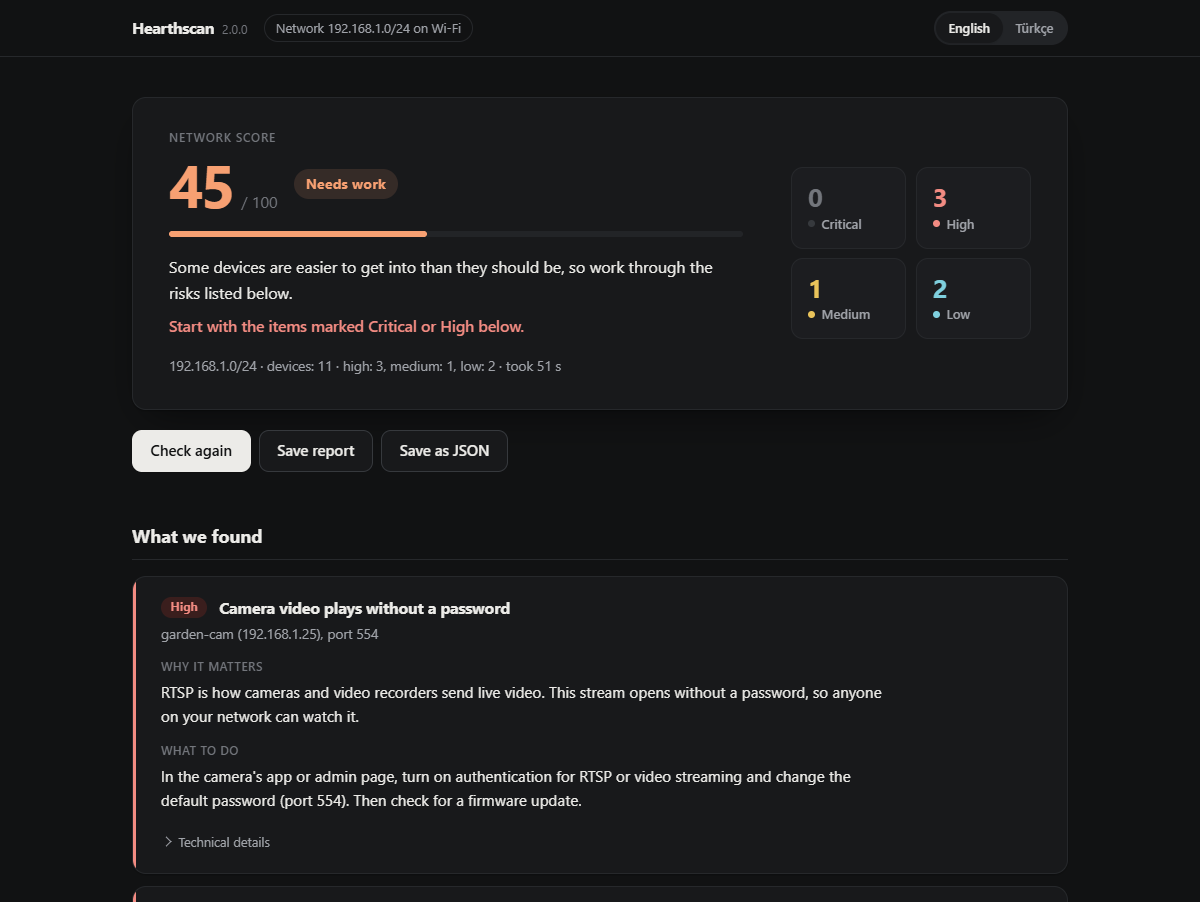 Hearthscan 2.0.0 Network 192.168.1.0/24 on Wi-Fi English Türkçe
NETWORK SCORE
45 / 100 Needs work
0 Critical
3 High
1 Medium
2 Low
Some devices are easier to get into than they should be, so work through the
risks listed below.
Start with the items marked Critical or High below.
192.168.1.0/24 · devices: 11 · high: 3, medium: 1, low: 2 · took 51 s
Check again Save report Save as JSON
What we found
High Camera video plays without a password
garden-cam (192.168.1.25), port 554
WHY IT MATTERS
RTSP is how cameras and video recorders send live video. This stream opens without a password, so anyone
on your network can watch it.
WHAT TO DO
In the camera's app or admin page, turn on authentication for RTSP or video streaming and change the
default password (port 554). Then check for a firmware update.
Technical details